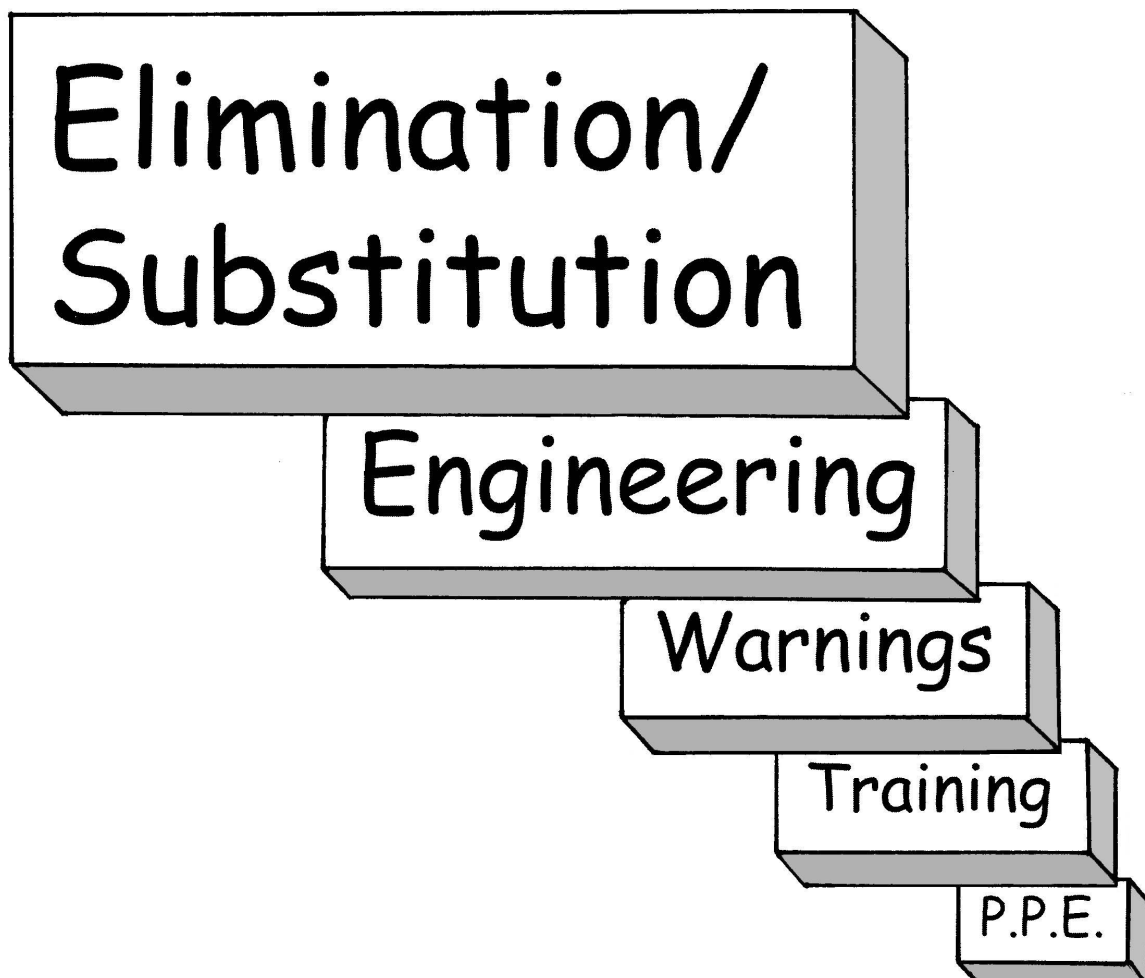 Elimination/
Substitution
Engineering
Warnings
Training
P.P.E.